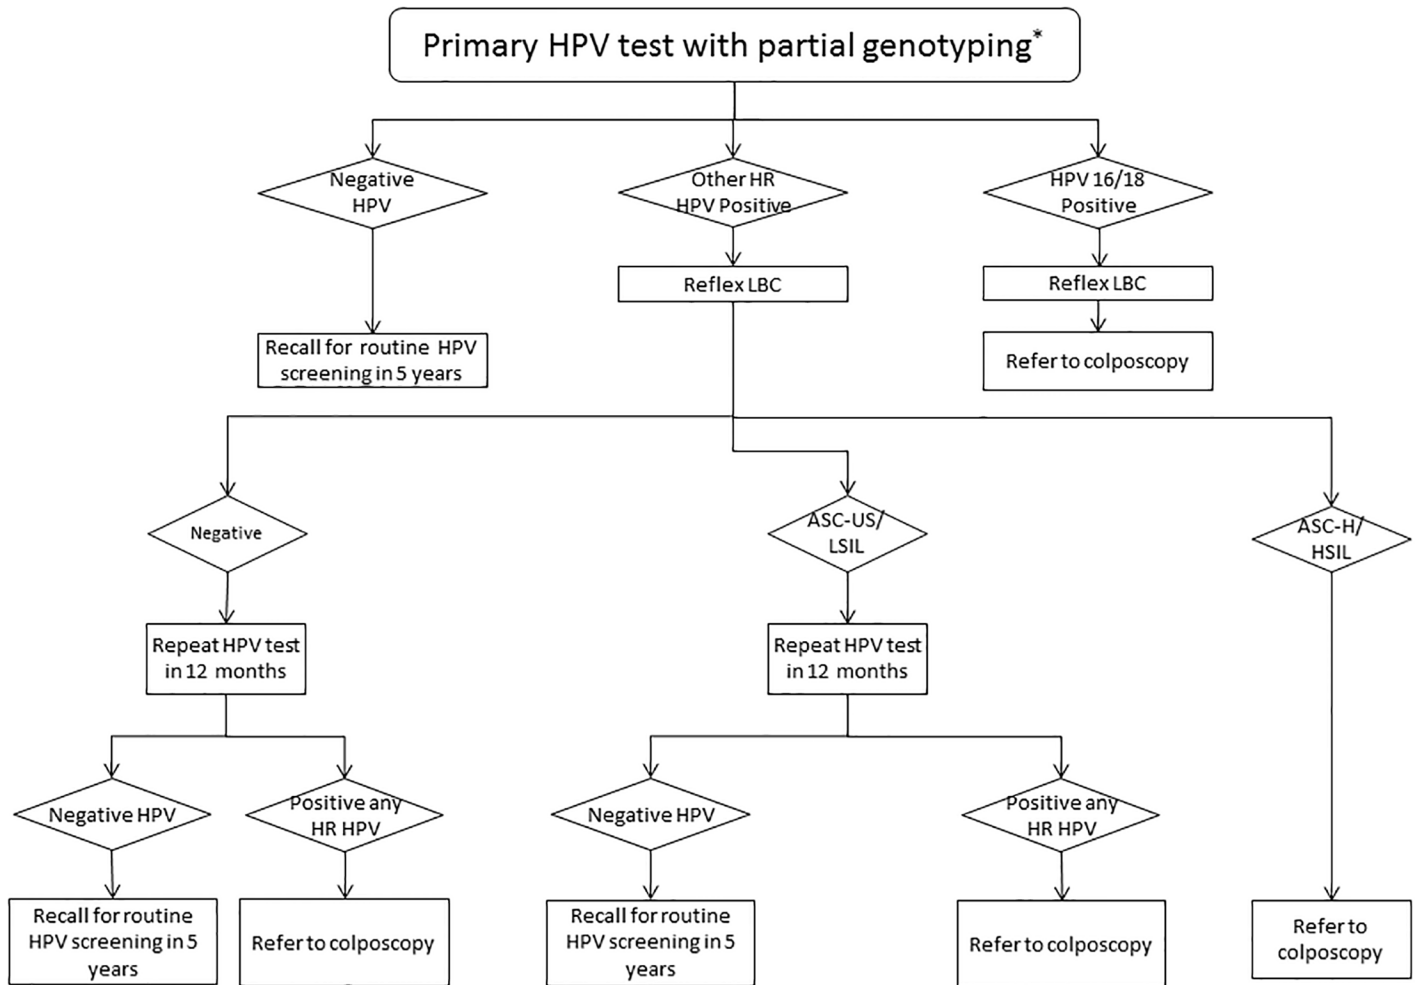 Primary HPV test with partial genotyping*
Negative
HPV
Other HR
HPV Positive
HPV 16/18
Positive
Reflex LBC
Reflex LBC
Recall for routine HPV
screening in 5 years
Refer to colposcopy
Negative
ASC-US/
LSIL
ASC-H/
HSIL
Repeat HPV test
in 12 months
Repeat HPV test
in 12 months
Negative HPV
Positive any
HR HPV
Negative HPV
Positive any
HR HPV
Recall for routine
HPV screening in 5
years
Refer to colposcopy
Recall for routine
HPV screening in 5
years
Refer to colposcopy
Refer to
colposcopy